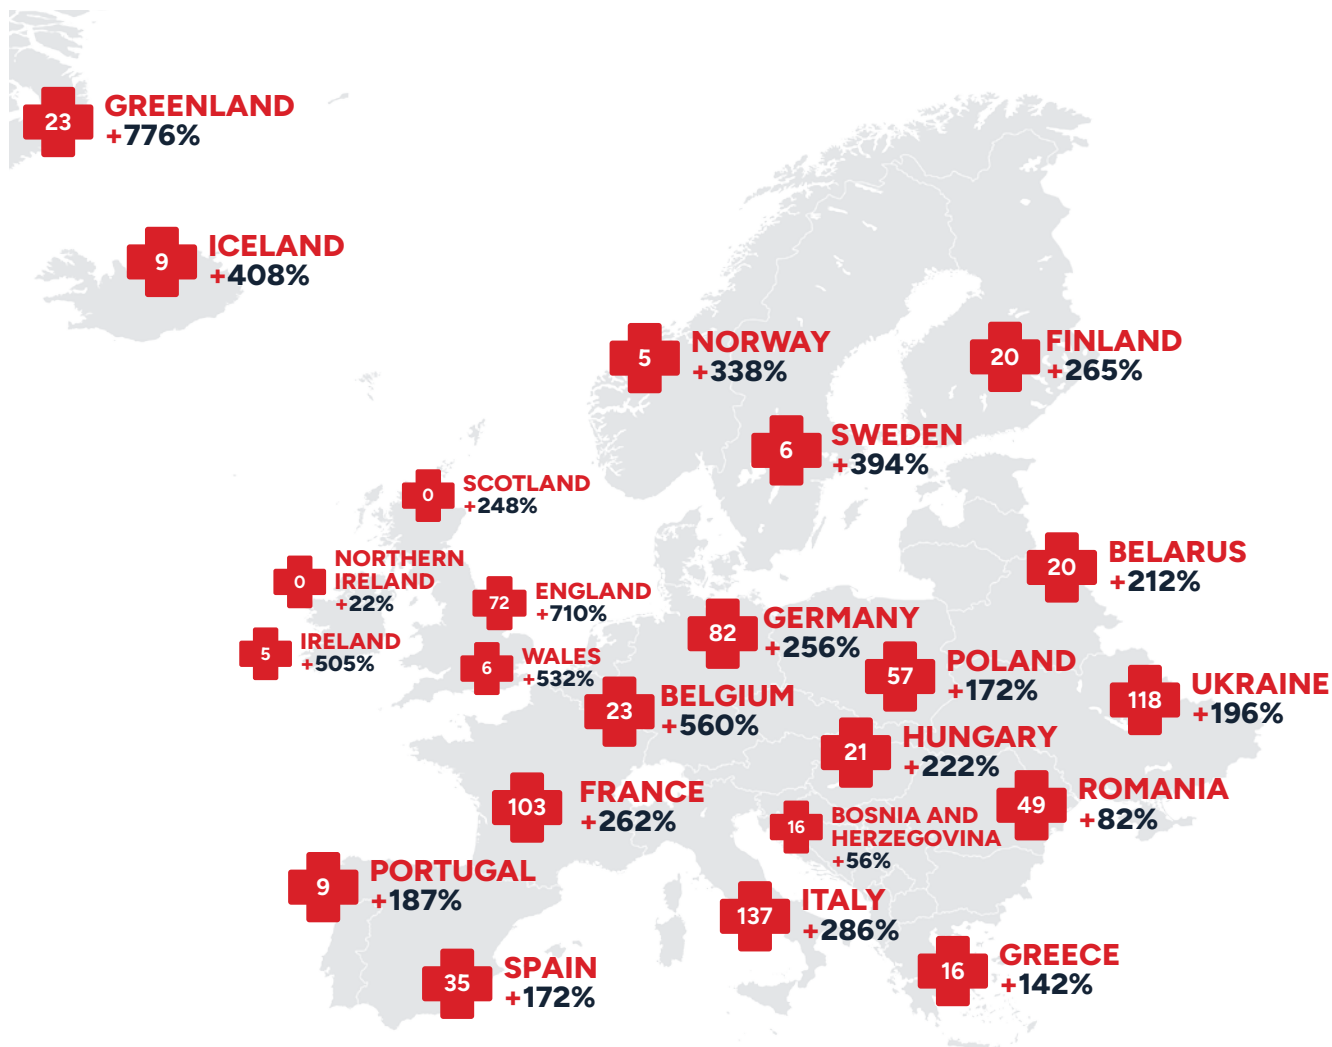 23
GREENLAND
+776%
9
ICELAND
+408%
5
NORWAY
+338%
20
FINLAND
+265%
6
SWEDEN
+394%
0
SCOTLAND
+248%
0
NORTHERN
IRELAND
+22%
72
ENGLAND
+710%
20
BELARUS
+212%
5
IRELAND
+505%
6
WALES
+532%
82
GERMANY
+256%
57
POLAND
+172%
118
UKRAINE
+196%
23
BELGIUM
+560%
21
HUNGARY
+222%
103
FRANCE
+262%
16
BOSNIA AND
HERZEGOVINA
+56%
49
ROMANIA
+82%
9
PORTUGAL
+187%
137
ITALY
+286%
35
SPAIN
+172%
16
GREECE
+142%